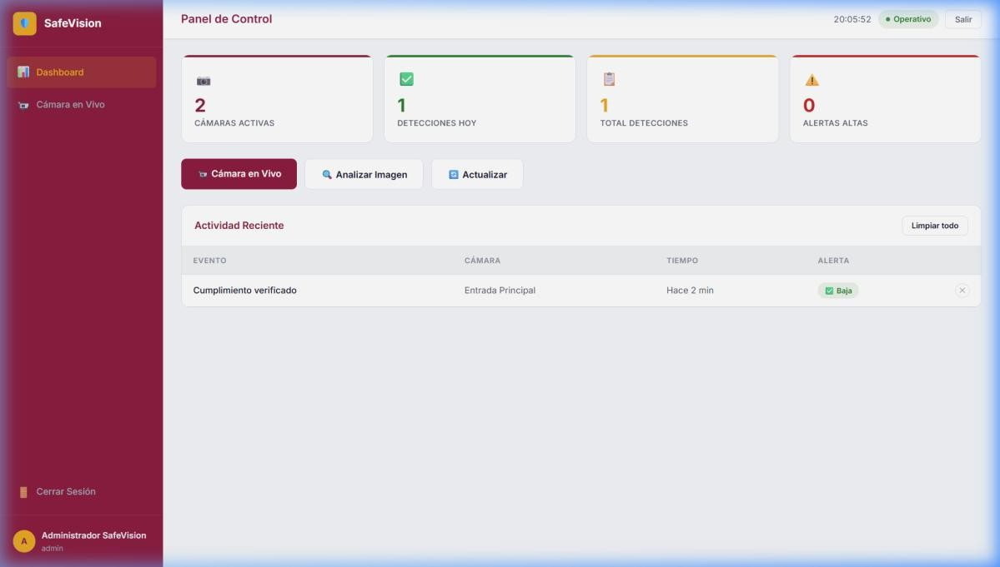 SafeVision
Dashboard
Cámara en Vivo
Cerrar Sesión
A
Administrador SafeVision
admin
Panel de Control
20:05:52
Operativo
Salir
2
CÁMARAS ACTIVAS
1
DETECCIONES HOY
1
TOTAL DETECCIONES
0
ALERTAS ALTAS
Cámara en Vivo
Analizar Imagen
Actualizar
Actividad Reciente
Limpiar todo
EVENTO CÁMARA TIEMPO ALERTA
Cumplimiento verificado Entrada Principal Hace 2 min Baja